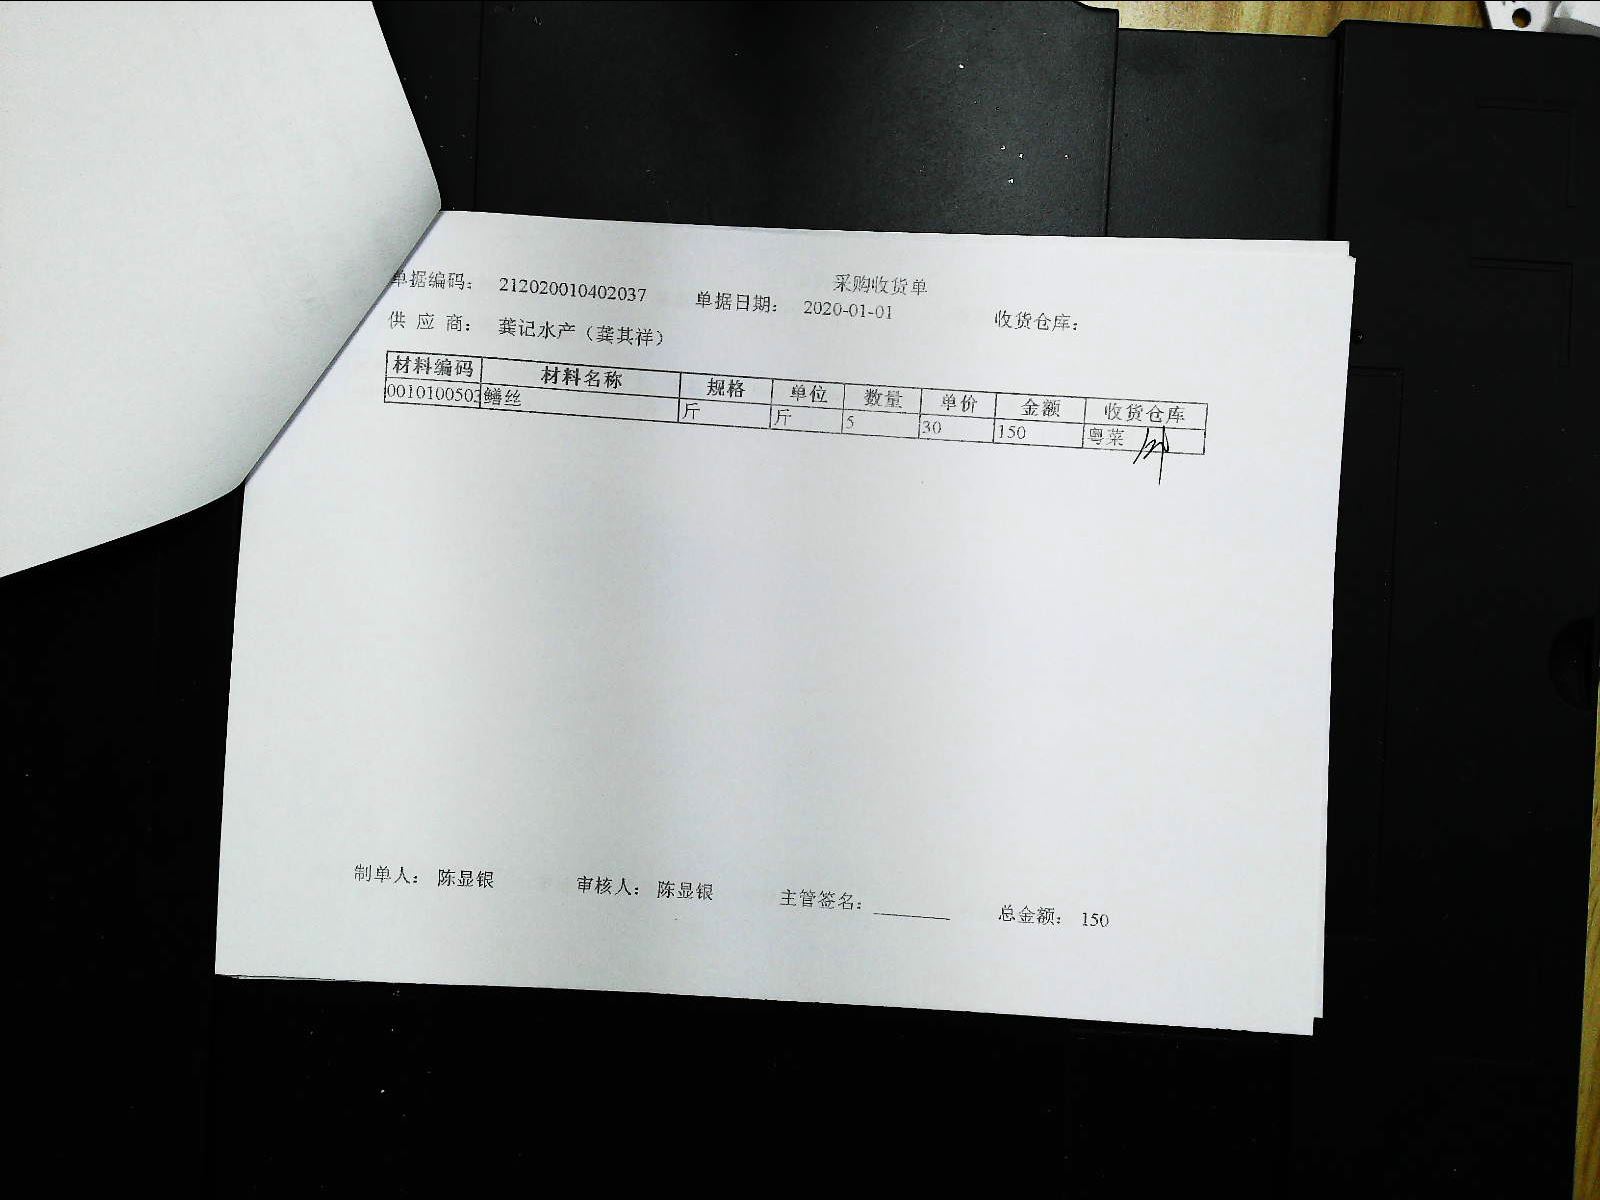 采购收货单
单据编码： 212020010402037 单据日期： 2020-01-01 收货仓库：
供 应 商： 龚记水产（龚其祥）
材料编码 材料名称 规格 单位 数量 单价 金额 收货仓库
0010100503 鳝丝 斤 斤 5 30 150 粤菜
制单人： 陈显银 审核人： 陈显银 主管签名： 总金额： 150